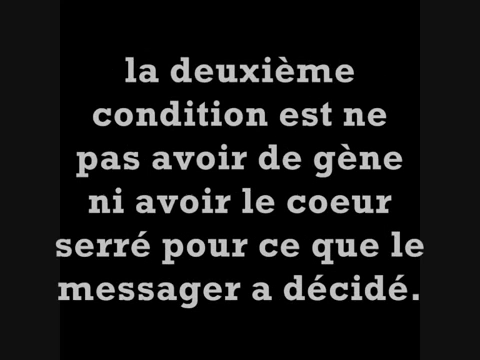 la deuxième
condition est ne
pas avoir de gène
ni avoir le coeur
serré pour ce que le
messager a décidé.